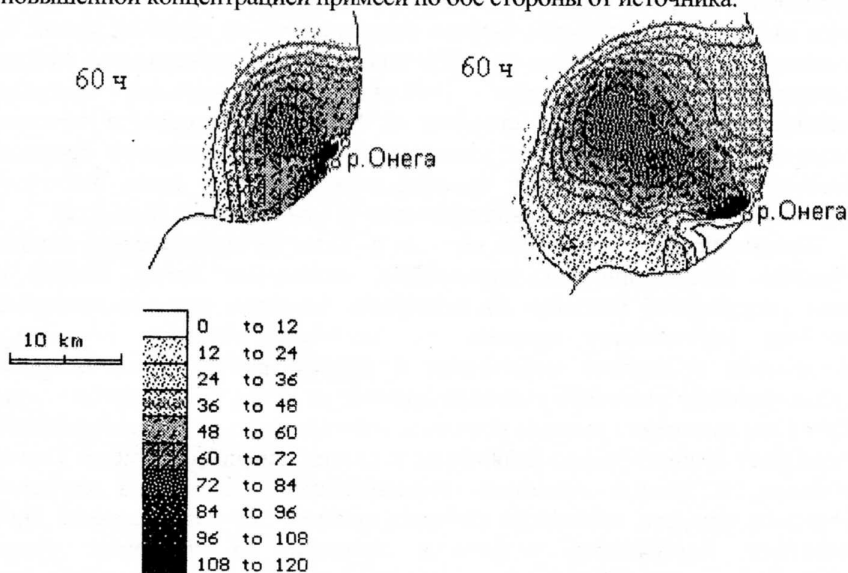 повышенной концентрацией примеси по обе стороны от источника.
60 ч
60 ч
р. Онега
р. Онега
10 km
0 to 12
12 to 24
24 to 36
36 to 48
48 to 60
60 to 72
72 to 84
84 to 96
96 to 108
108 to 120